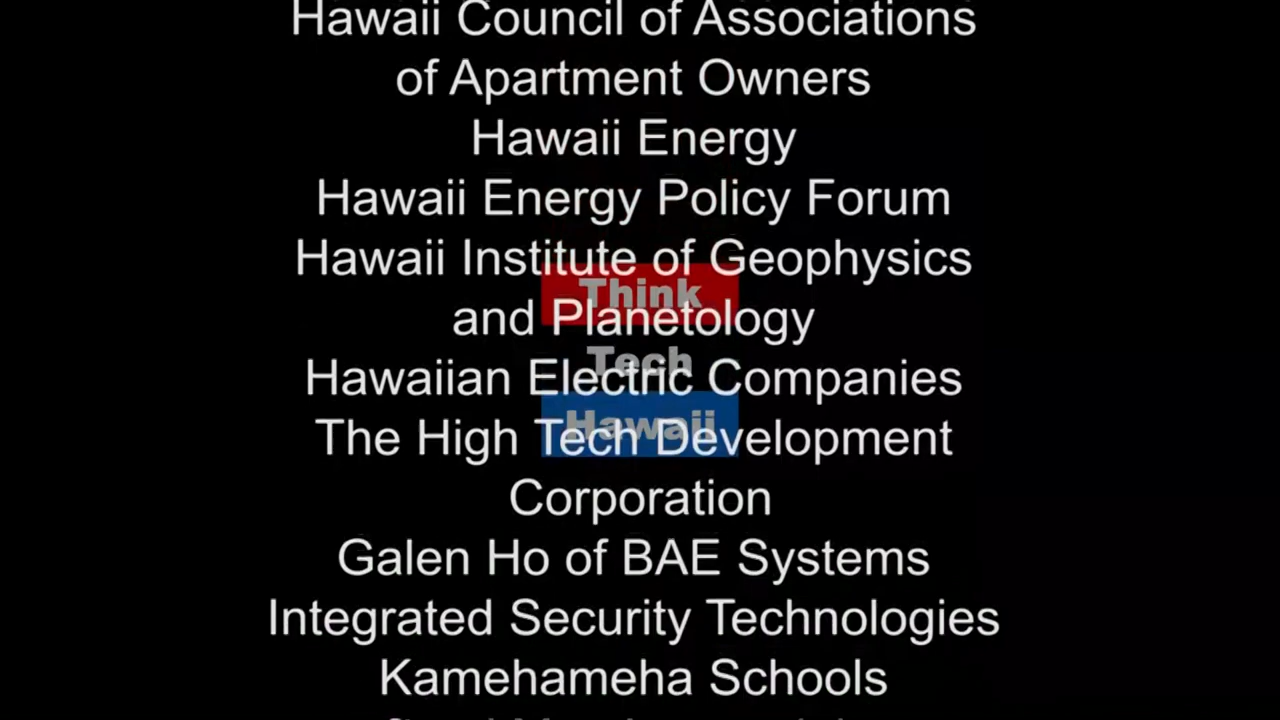 Hawaii Council of Associations
of Apartment Owners
Hawaii Energy
Hawaii Energy Policy Forum
Hawaii Institute of Geophysics
Think
and Planetology
Tech
Hawaiian Electric Companies
Hawaii
The High Tech Development
Corporation
Galen Ho of BAE Systems
Integrated Security Technologies
Kamehameha Schools